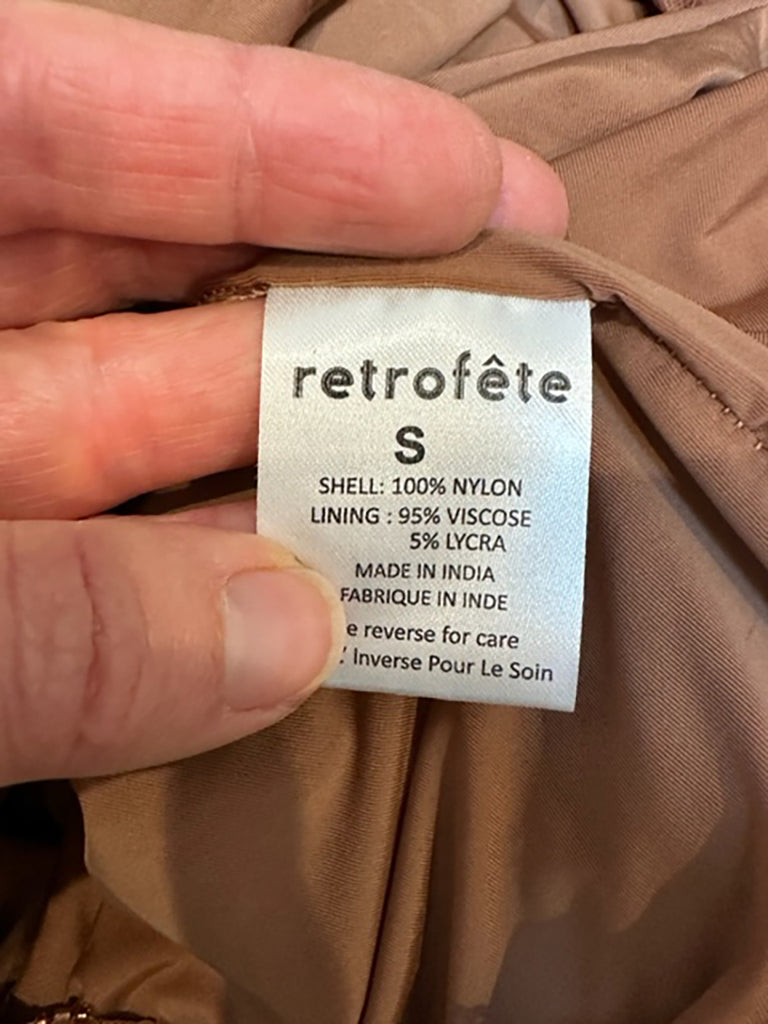 retrofête
S
SHELL: 100% NYLON
LINING : 95% VISCOSE
5% LYCRA
MADE IN INDIA
FABRIQUE IN INDE
reverse for care
Inverse Pour Le Soin